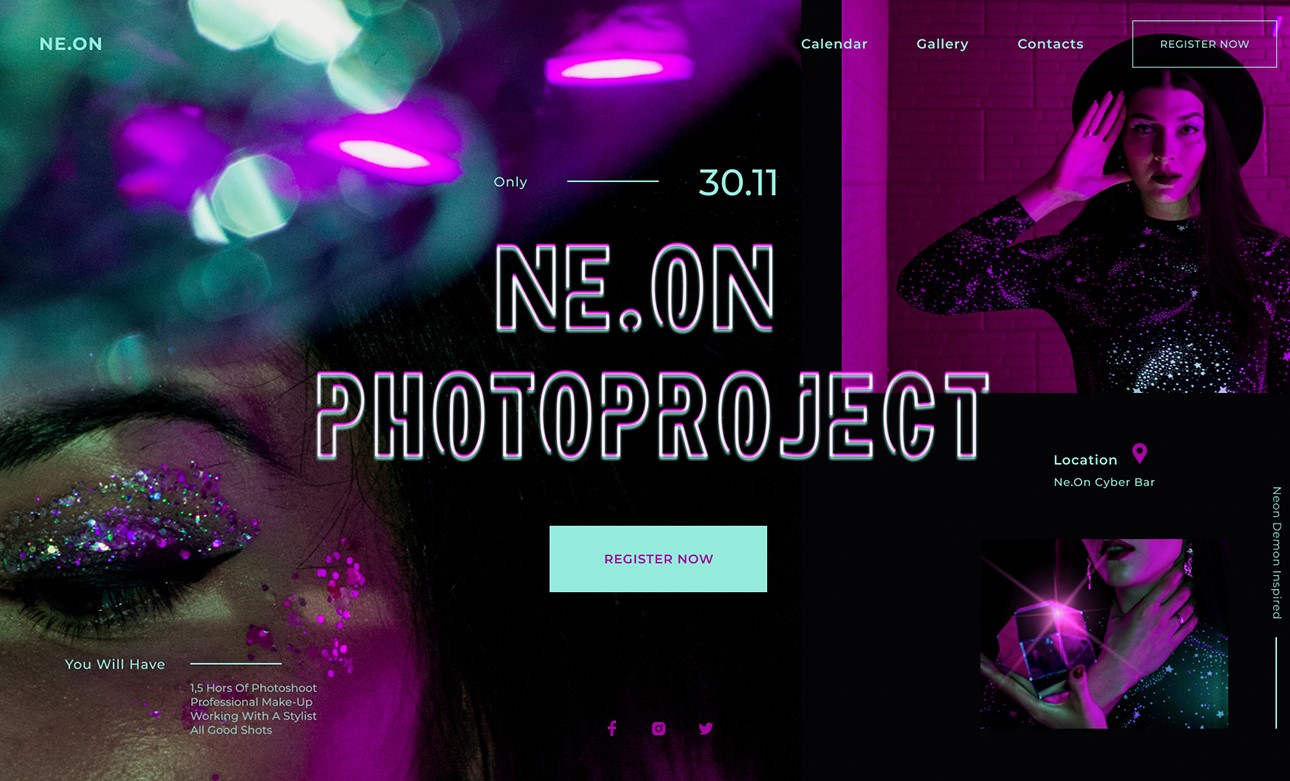 NE.ON
Calendar
Gallery
Contacts
REGISTER NOW
Only
30.11
NE.ON
PHOTOPROJECT
Location
Ne.On Cyber Bar
REGISTER NOW
Neon Demon Inspired
You Will Have
1,5 Hors Of Photoshoot
Professional Make-Up
Working With A Stylist
All Good Shots